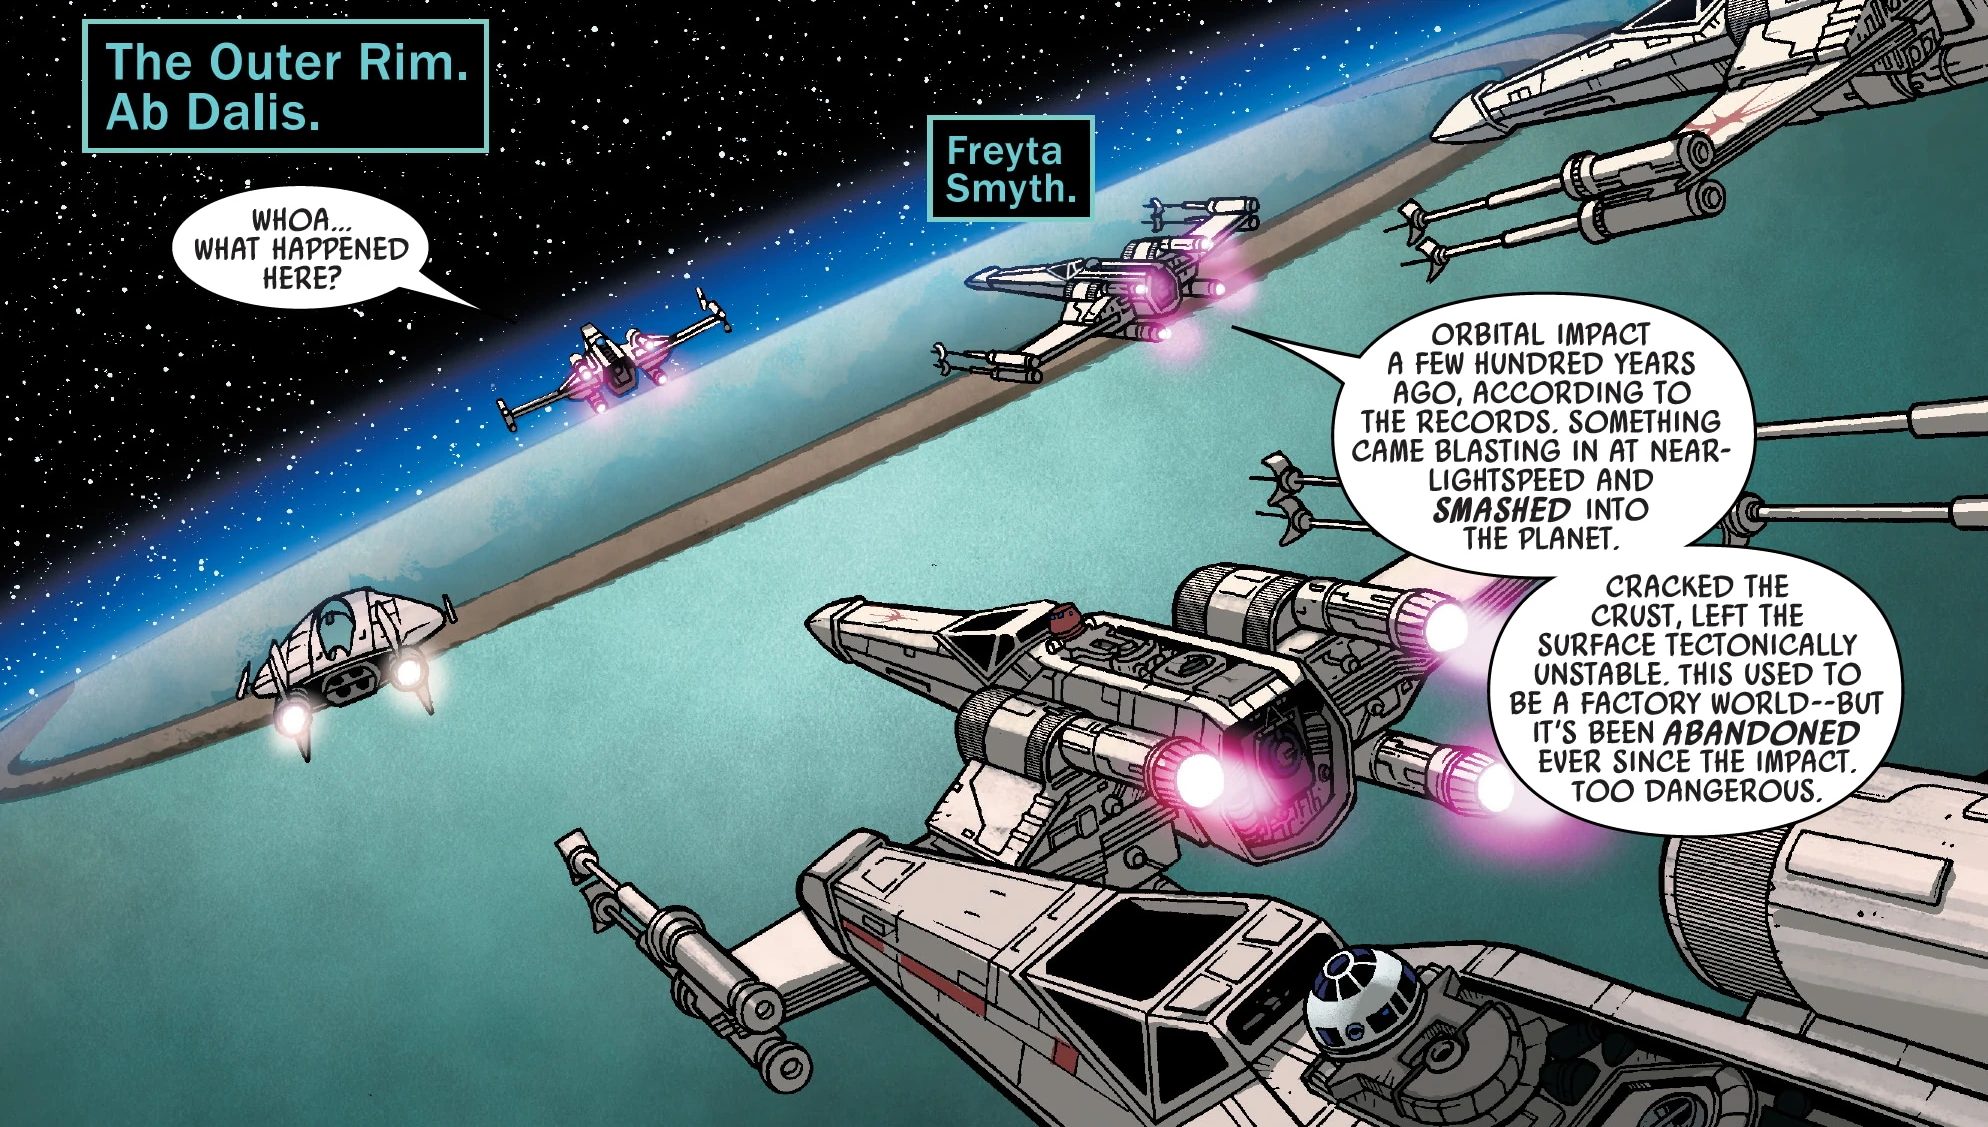 The Outer Rim.
Ab Dalis.
WHOA...
WHAT HAPPENED
HERE?
Freyta
Smyth.
ORBITAL IMPACT
A FEW HUNDRED YEARS
AGO, ACCORDING TO
THE RECORDS. SOMETHING
CAME BLASTING IN AT NEAR-
LIGHTSPEED AND
SMASHED INTO
THE PLANET.
CRACKED THE
CRUST, LEFT THE
SURFACE TECTONICALLY
UNSTABLE. THIS USED TO
BE A FACTORY WORLD--BUT
IT'S BEEN ABANDONED
EVER SINCE THE IMPACT.
TOO DANGEROUS.